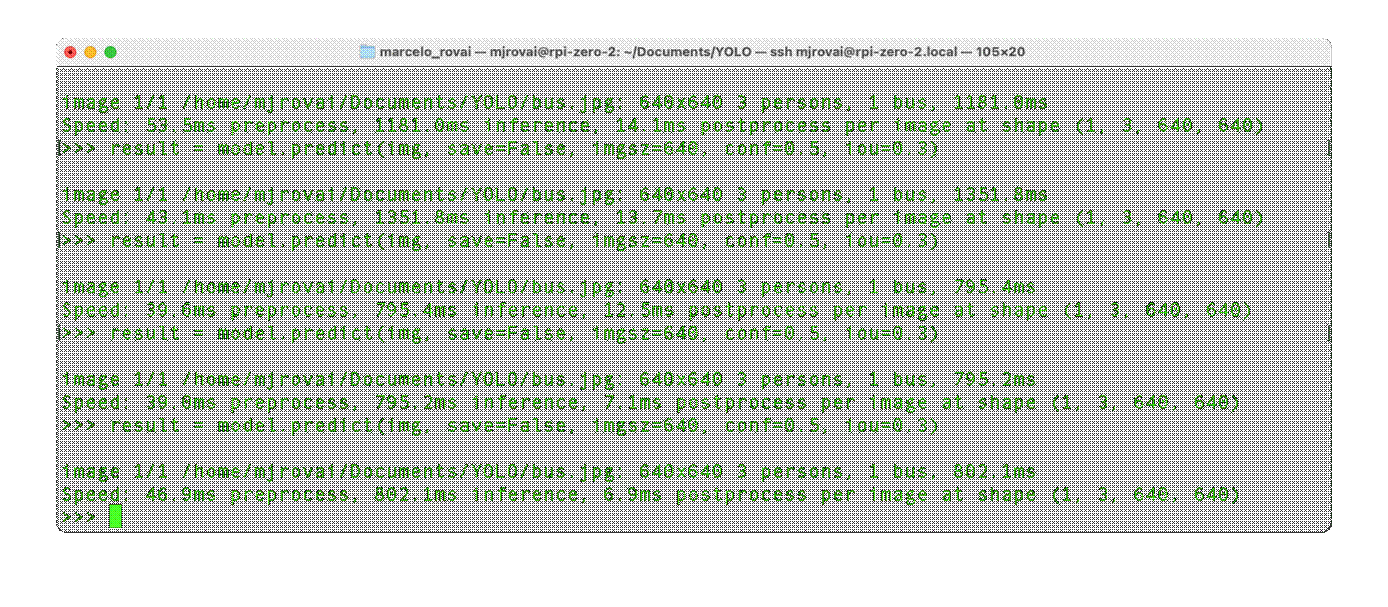 marcelo_rovai — mjrovai@rpi-zero-2: ~/Documents/YOLO — ssh mjrovai@rpi-zero-2.local — 105×20
image 1/1 /home/mjrovai/Documents/YOLO/bus.jpg: 640x640 3 persons, 1 bus, 1181.0ms
Speed: 53.5ms preprocess, 1181.0ms inference, 14.1ms postprocess per image at shape (1, 3, 640, 640)
>>> result = model.predict(img, save=False, imgsz=640, conf=0.5, iou=0.3)
image 1/1 /home/mjrovai/Documents/YOLO/bus.jpg: 640x640 3 persons, 1 bus, 1351.8ms
Speed: 43.1ms preprocess, 1351.8ms inference, 13.7ms postprocess per image at shape (1, 3, 640, 640)
>>> result = model.predict(img, save=False, imgsz=640, conf=0.5, iou=0.3)
image 1/1 /home/mjrovai/Documents/YOLO/bus.jpg: 640x640 3 persons, 1 bus, 795.4ms
Speed: preprocess, 795.4ms inference, 12.5ms postprocess per image at shape (1, 3, 640, 640)
>>> result = model.predict(img, save=False, imgsz=640, conf=0.5, iou=0.3)
image 1/1 /home/mjrovai/Documents/YOLO/bus.jpg: 640x640 3 persons, 1 bus, 795.2ms
Speed: preprocess, 795.2ms inference, 7.1ms postprocess per image at shape (1, 3, 640, 640)
>>> result = model.predict(img, save=False, imgsz=640, conf=0.5, iou=0.3)
image 1/1 /home/mjrovai/Documents/YOLO/bus.jpg: 640x640 3 persons, 1 bus, 802.1ms
Speed: preprocess, 802.1ms inference, 6.9ms postprocess per image at shape (1, 3, 640, 640)
>>>